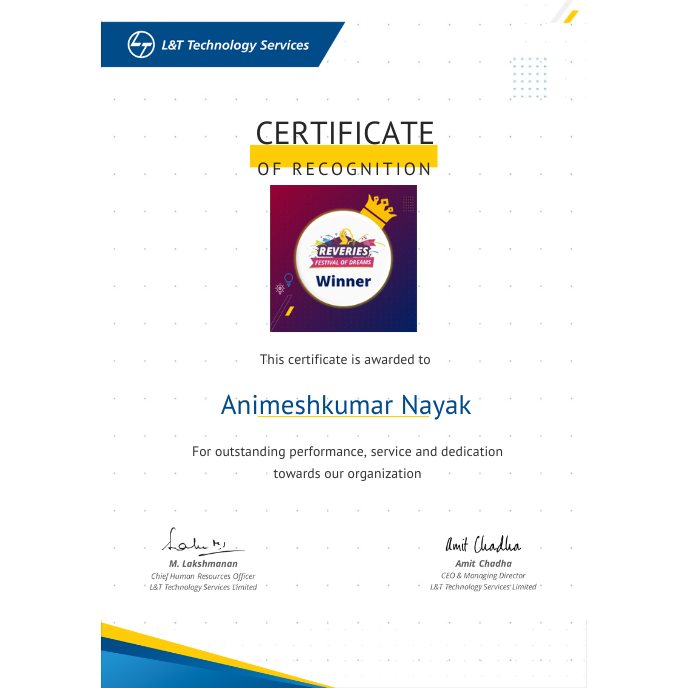 L&T Technology Services
CERTIFICATE
OF RECOGNITION
REVERIES
FESTIVAL OF DREAMS
Winner
This certificate is awarded to
Animeshkumar Nayak
For outstanding performance, service and dedication
towards our organization
Amit Chadha
M. Lakshmanan
Chief Human Resources Officer
L&T Technology Services Limited
Amit Chadha
CEO & Managing Director
L&T Technology Services Limited